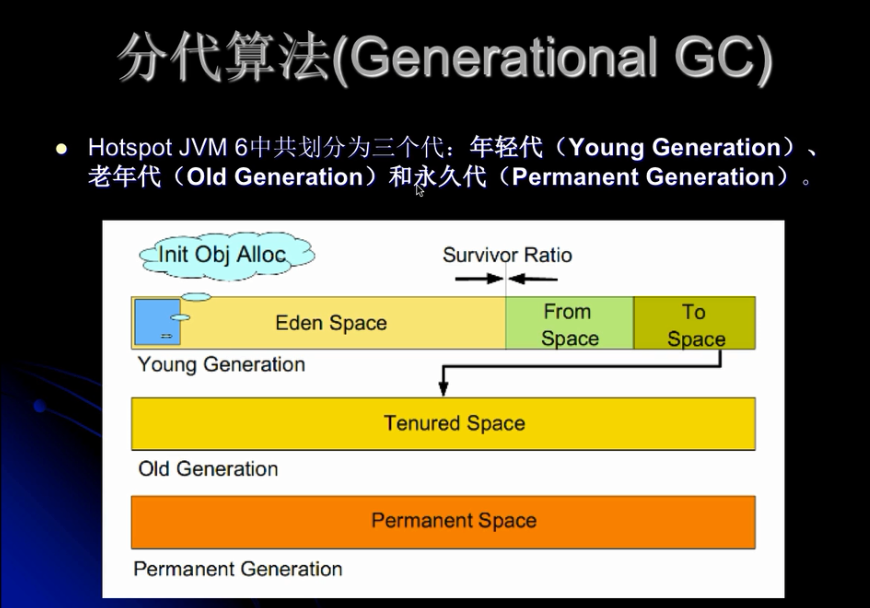 分代算法(Generational GC)
Hotspot JVM 6中共划分为三个代：年轻代（Young Generation）、
老年代（Old Generation）和永久代（Permanent Generation）。
Init Obj Alloc
Survivor Ratio
Eden Space
From
Space
To
Space
Young Generation
Tenured Space
Old Generation
Permanent Space
Permanent Generation